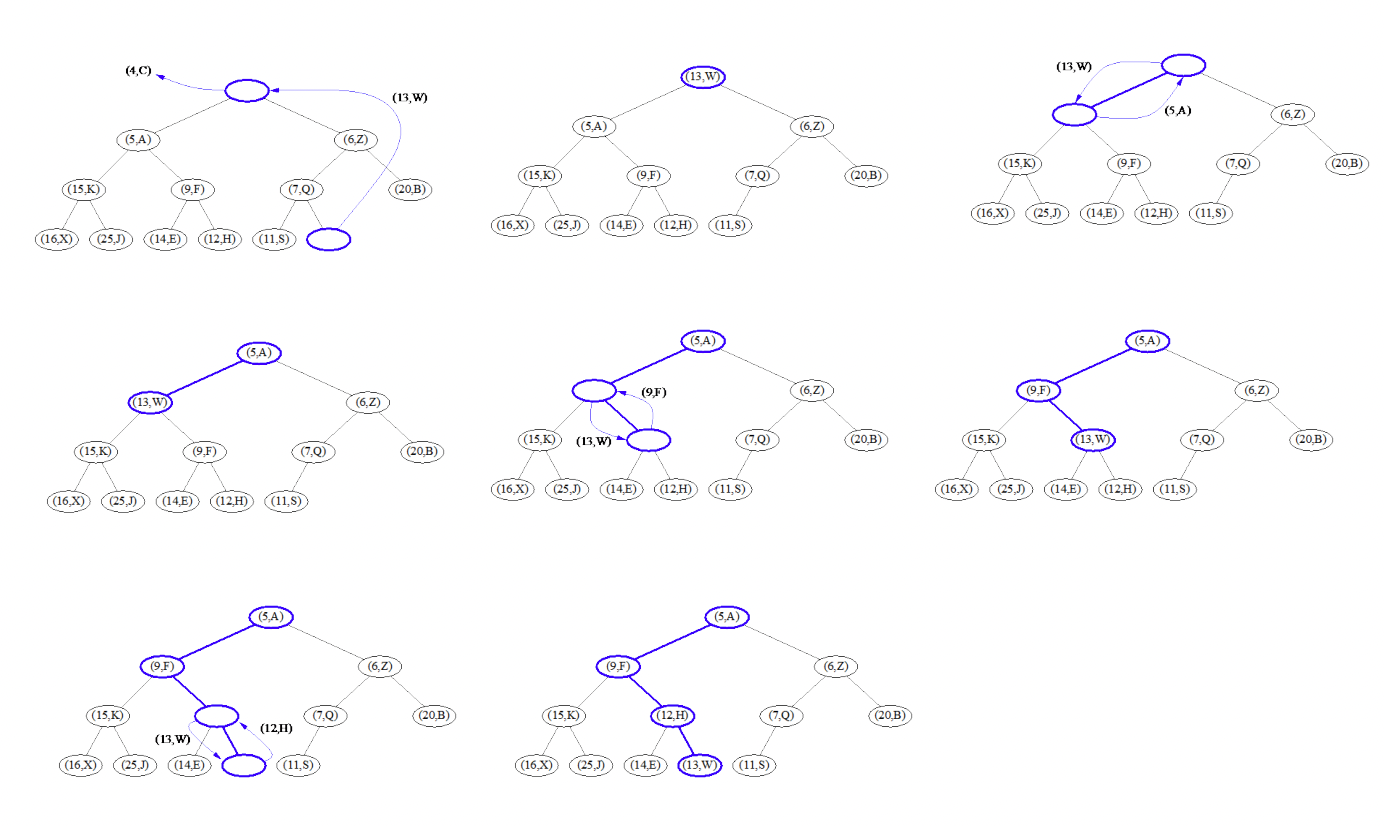 (4,C)
(13,W)
(5,A) (6,Z)
(15,K) (9,F) (7,Q) (20,B)
(16,X) (25,J) (14,E) (12,H) (11,S)
(13,W)
(5,A) (6,Z)
(15,K) (9,F) (7,Q) (20,B)
(16,X) (25,J) (14,E) (12,H) (11,S)
(13,W)
(5,A) (6,Z)
(15,K) (9,F) (7,Q) (20,B)
(16,X) (25,J) (14,E) (12,H) (11,S)
(5,A)
(13,W) (6,Z)
(15,K) (9,F) (7,Q) (20,B)
(16,X) (25,J) (14,E) (12,H) (11,S)
(5,A)
(9,F) (6,Z)
(15,K) (13,W) (7,Q) (20,B)
(16,X) (25,J) (14,E) (12,H) (11,S)
(5,A)
(9,F) (6,Z)
(15,K) (13,W) (7,Q) (20,B)
(16,X) (25,J) (14,E) (12,H) (11,S)
(5,A)
(9,F) (6,Z)
(15,K) (7,Q) (20,B)
(13,W) (12,H)
(16,X) (25,J) (14,E) (11,S)
(5,A)
(9,F) (6,Z)
(15,K) (12,H) (7,Q) (20,B)
(16,X) (25,J) (14,E) (13,W) (11,S)